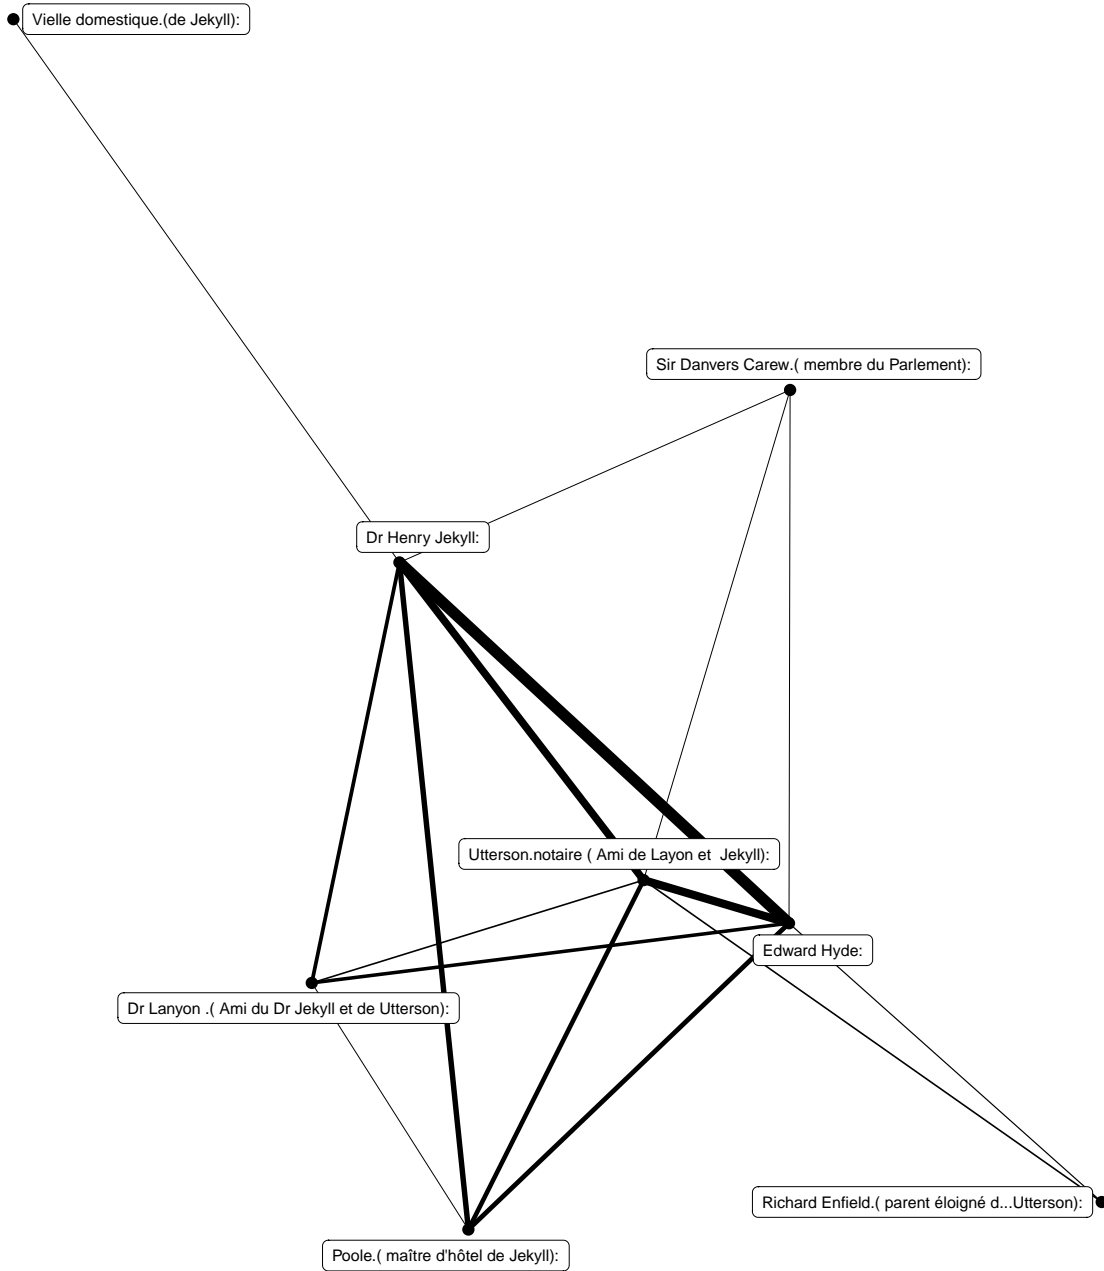 Vielle domestique.(de Jekyll):
Sir Danvers Carew.( membre du Parlement):
Dr Henry Jekyll:
Utterson.notaire ( Ami de Layon et  Jekyll):
Edward Hyde:
Dr Lanyon .( Ami du Dr Jekyll et de Utterson):
Richard Enfield.( parent éloigné d...Utterson):
Poole.( maître d'hôtel de Jekyll):